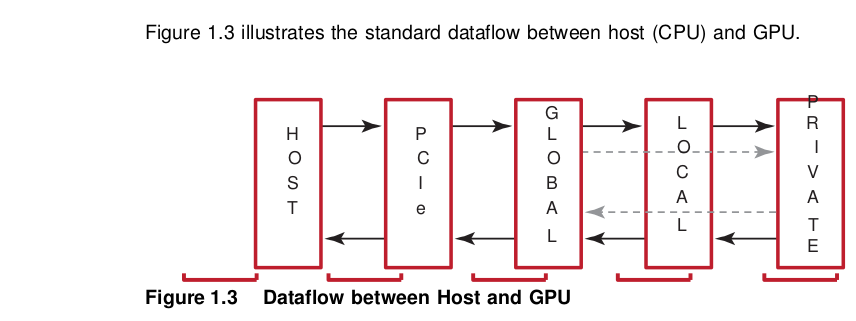 Figure 1.3 illustrates the standard dataflow between host (CPU) and GPU.
HOST
PCIe
GLOBAL
LOCAL
PRIVATE
Figure 1.3 Dataflow between Host and GPU